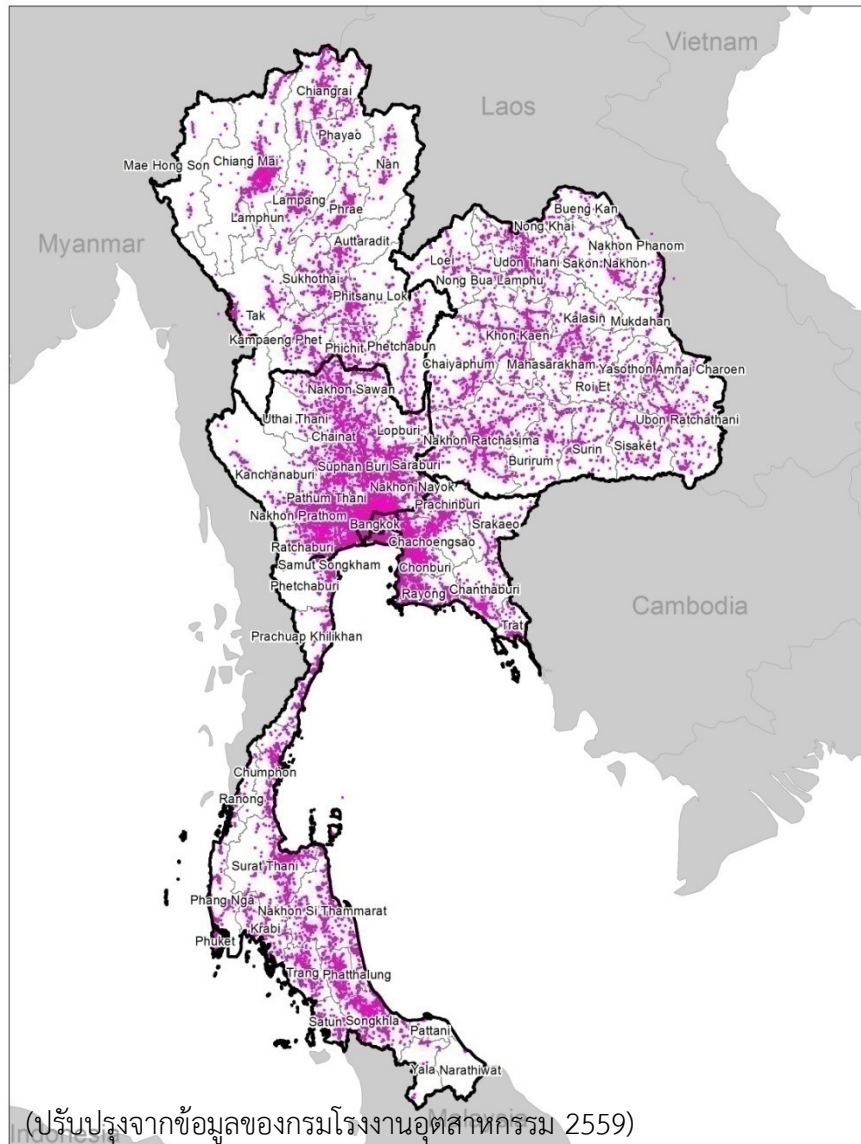 Vietnam
Laos
Chiangrai
Phayao
Mae Hong Son
Chiang Mai
Nan
Lampang
Phrae
Lamphun
Bueng Kan
Nong Khai
Myanmar
Auttaradit
Nakhon Phanom
Loei
Udon Thani
Sakon Nakhon
Sukhothai
Nong Bua Lamphu
Phitsanu Lok
Tak
Kalasin
Mukdahan
Kampaeng Phet
Khon Kaen
Phichit
Phetchabun
Chaiyaphum
Mahasarakham
Yasothon
Amnaj Charoen
Roi Et
Nakhon Sawan
Uthai Thani
Lopburi
Ubon Ratchathani
Chainat
Nakhon Ratchasima
Surin
Sisaket
Burirum
Suphan Buri
Saraburi
Kanchanaburi
Nakhon Nayok
Pathum Thani
Prachinburi
Nakhon Prathom
Bangkok
Srakaeo
Ratchaburi
Chachoengsao
Samut Songkham
Chonburi
Phetchaburi
Rayong
Chanthaburi
Cambodia
Trat
Prachuap Khilikhan
Chumphon
Ranong
Surat Thani
Phang Nga
Nakhon Si Thammarat
Krabi
Phuket
Trang
Phatthalung
Satun
Songkhla
Pattani
Yala
Narathiwat
Malaysia
(ปรับปรุงจากข้อมูลของกรมโรงงานอุตสาหกรรม 2559)
Indonesia